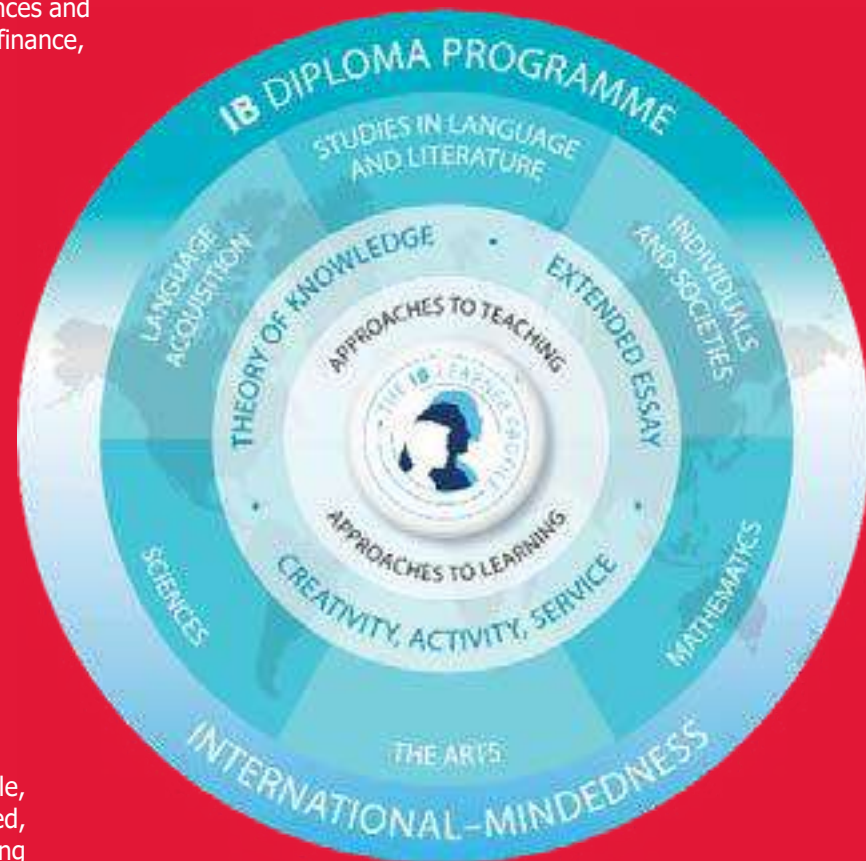 nces and
finance,
IB DIPLOMA PROGRAMME
STUDIES IN LANGUAGE
AND LITERATURE
LANGUAGE
ACQUISITION
INDIVIDUALS
AND SOCIETIES
THEORY OF KNOWLEDGE
EXTENDED ESSAY
APPROACHES TO TEACHING
• THE IB LEARNER PROFILE •
APPROACHES TO LEARNING
CREATIVITY, ACTIVITY, SERVICE
SCIENCES
MATHEMATICS
THE ARTS
INTERNATIONAL-MINDEDNESS
le,
ed,
ng